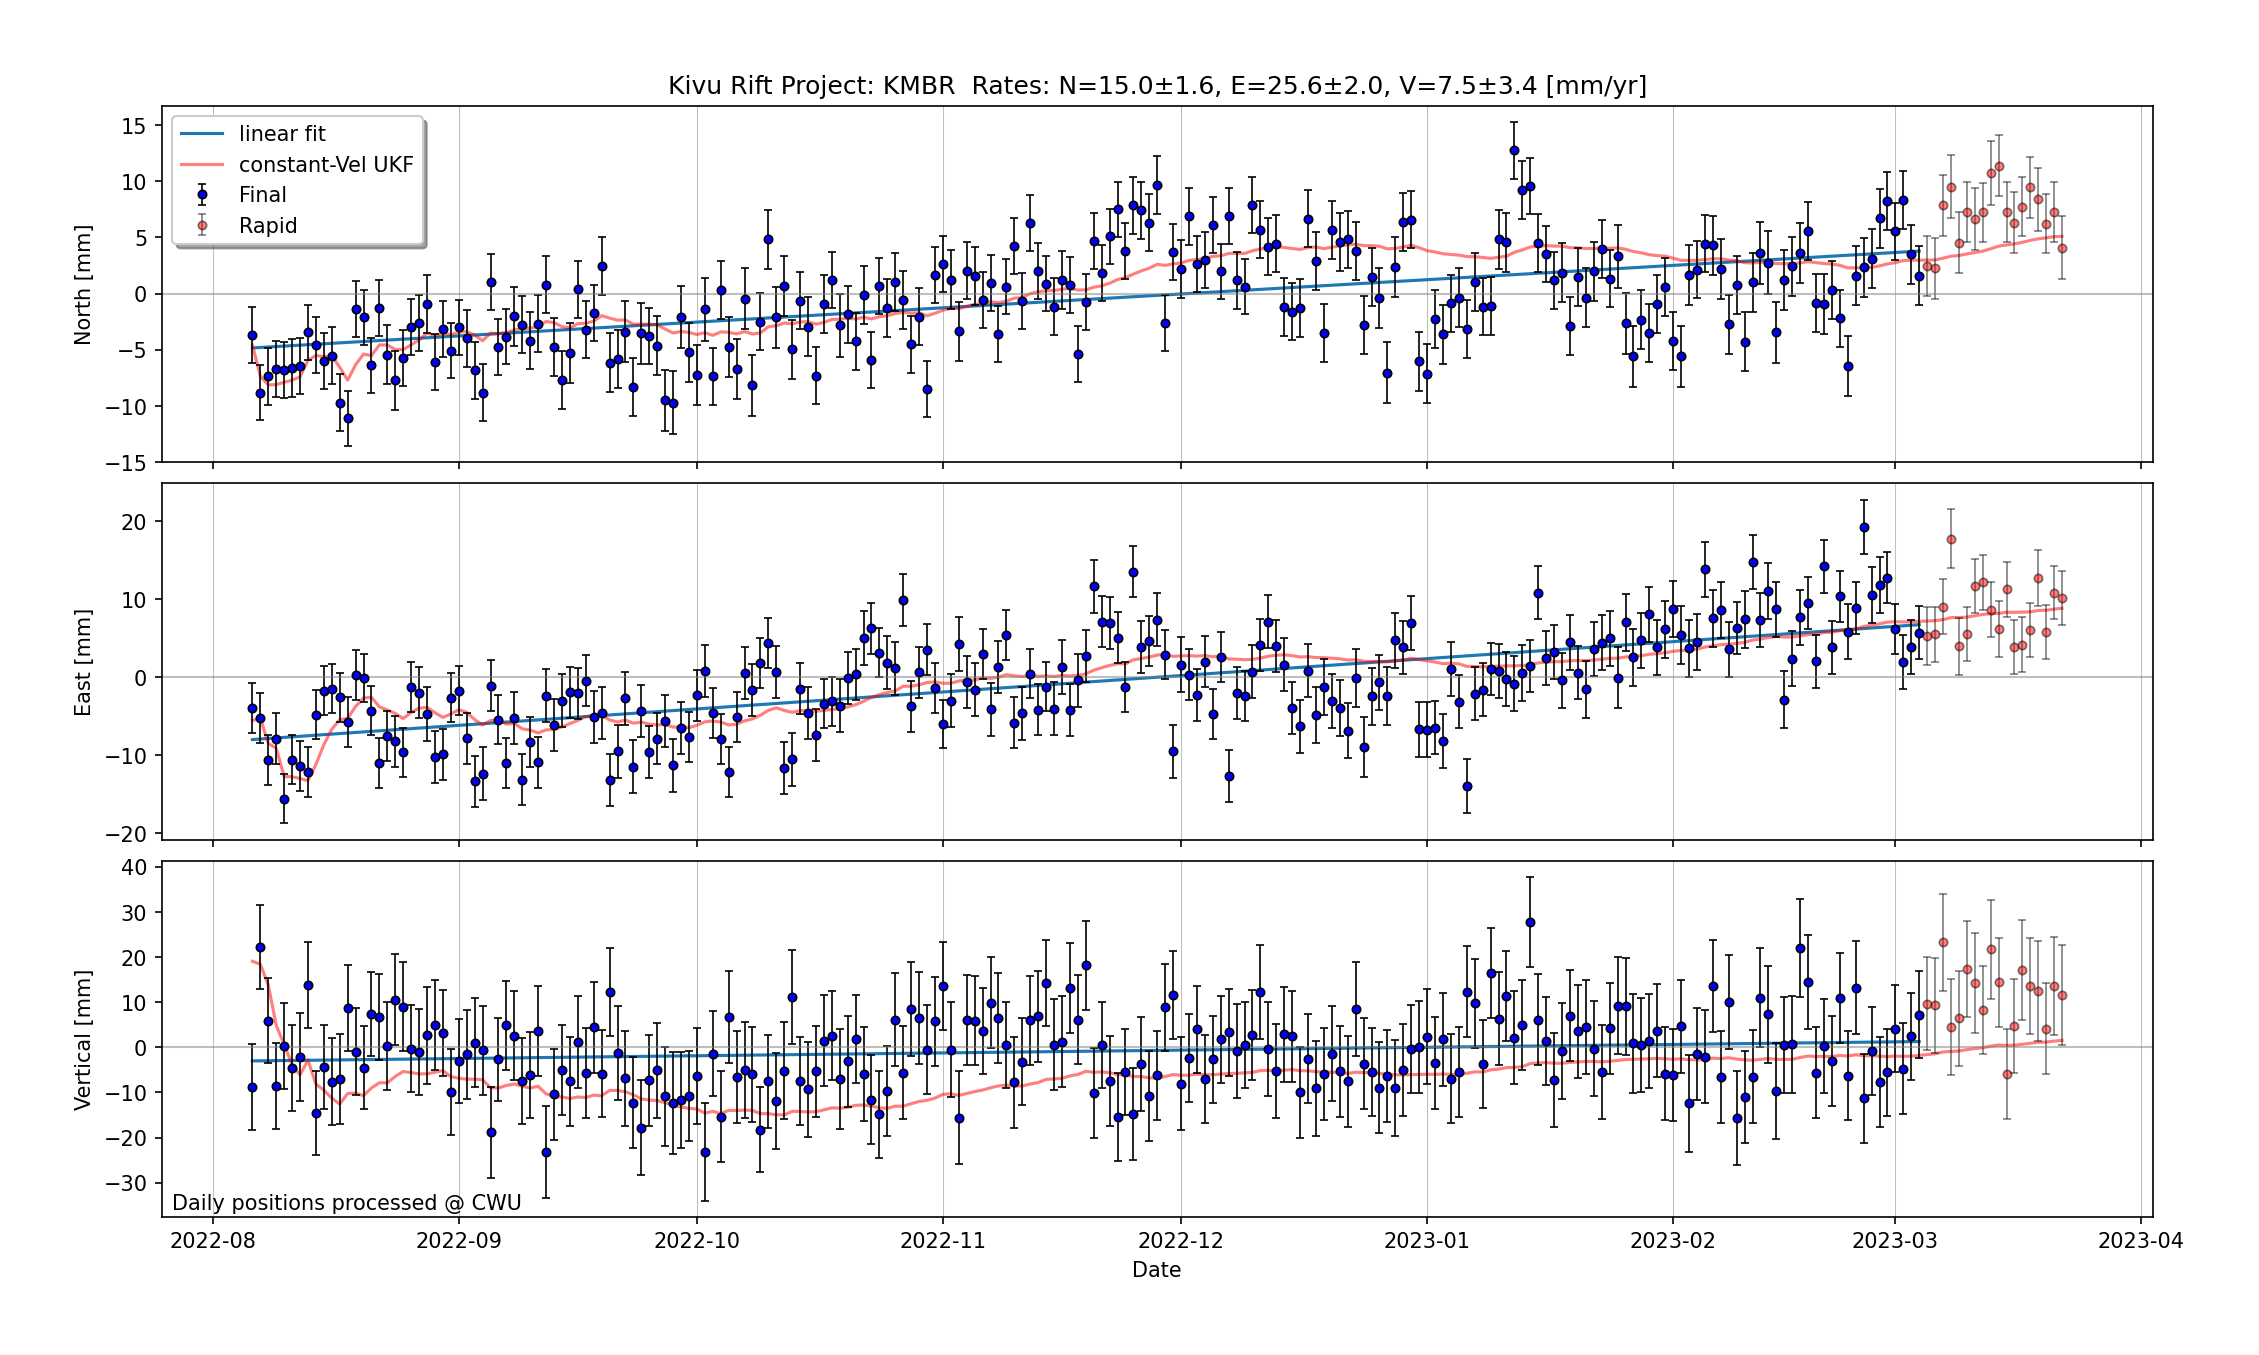 Kivu Rift Project: KMBR  Rates: N=15.0±1.6, E=25.6±2.0, V=7.5±3.4 [mm/yr]
linear fit
constant-Vel UKF
Final
Rapid
15
10
5
0
−5
−10
−15
North [mm]
20
10
0
−10
−20
East [mm]
40
30
20
10
0
−10
−20
−30
Vertical [mm]
Daily positions processed @ CWU
2022-08 2022-09 2022-10 2022-11 2022-12 2023-01 2023-02 2023-03 2023-04
Date